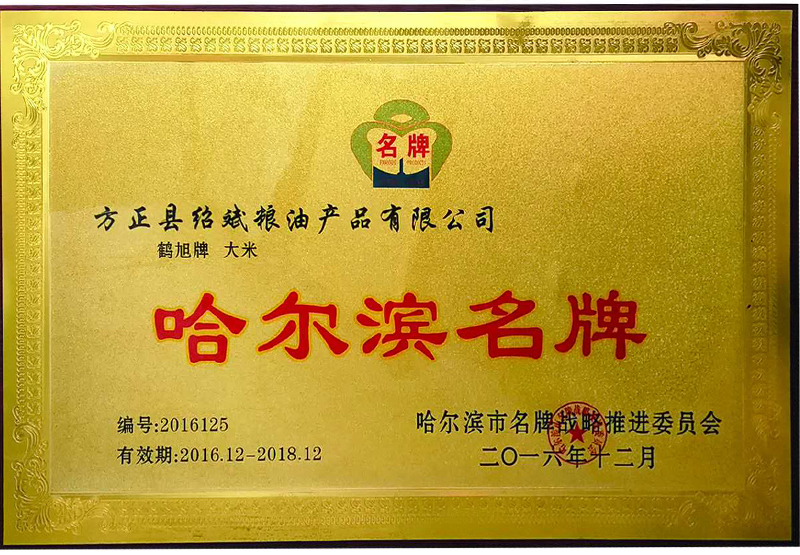 名牌
FAMOUS PRODUCTS
方正县绍斌粮油产品有限公司
鹤旭牌 大米
哈尔滨名牌
编号:2016125
哈尔滨市名牌战略推进委员会
有效期:2016.12-2018.12
二〇一六年十二月